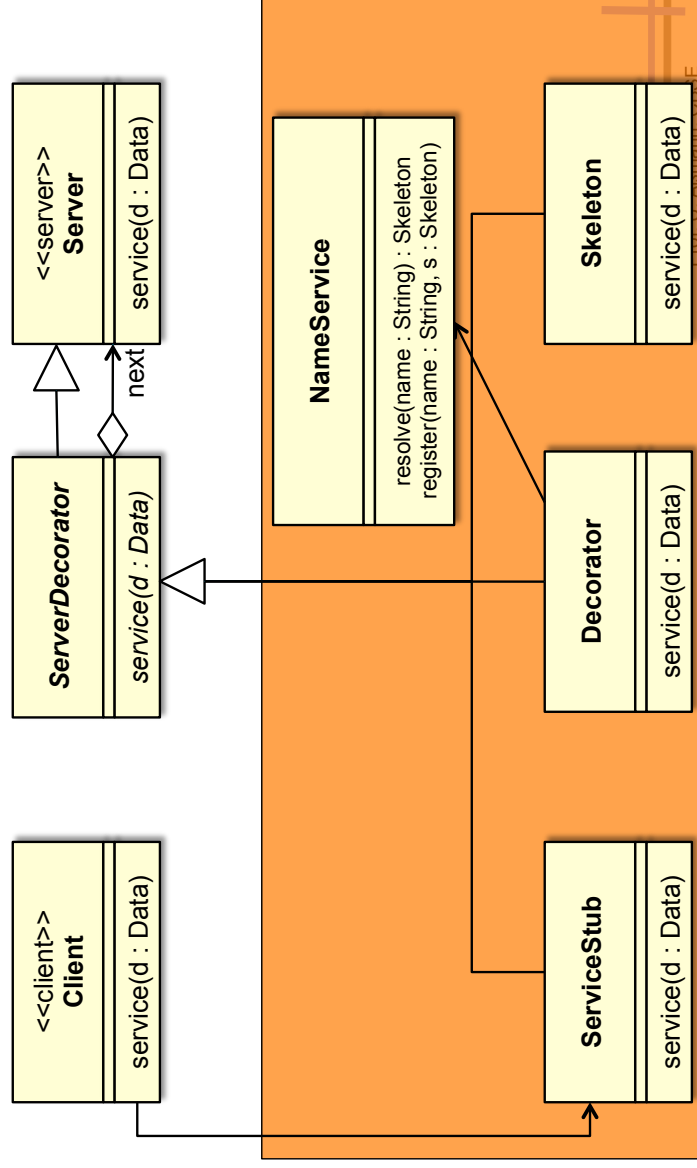 <<client>>
Client
service(d : Data)
ServerDecorator
service(d : Data)
<<server>>
Server
service(d : Data)
next
NameService
resolve(name : String) : Skeleton
register(name : String, s : Skeleton)
ServiceStub
service(d : Data)
Decorator
service(d : Data)
Skeleton
service(d : Data)